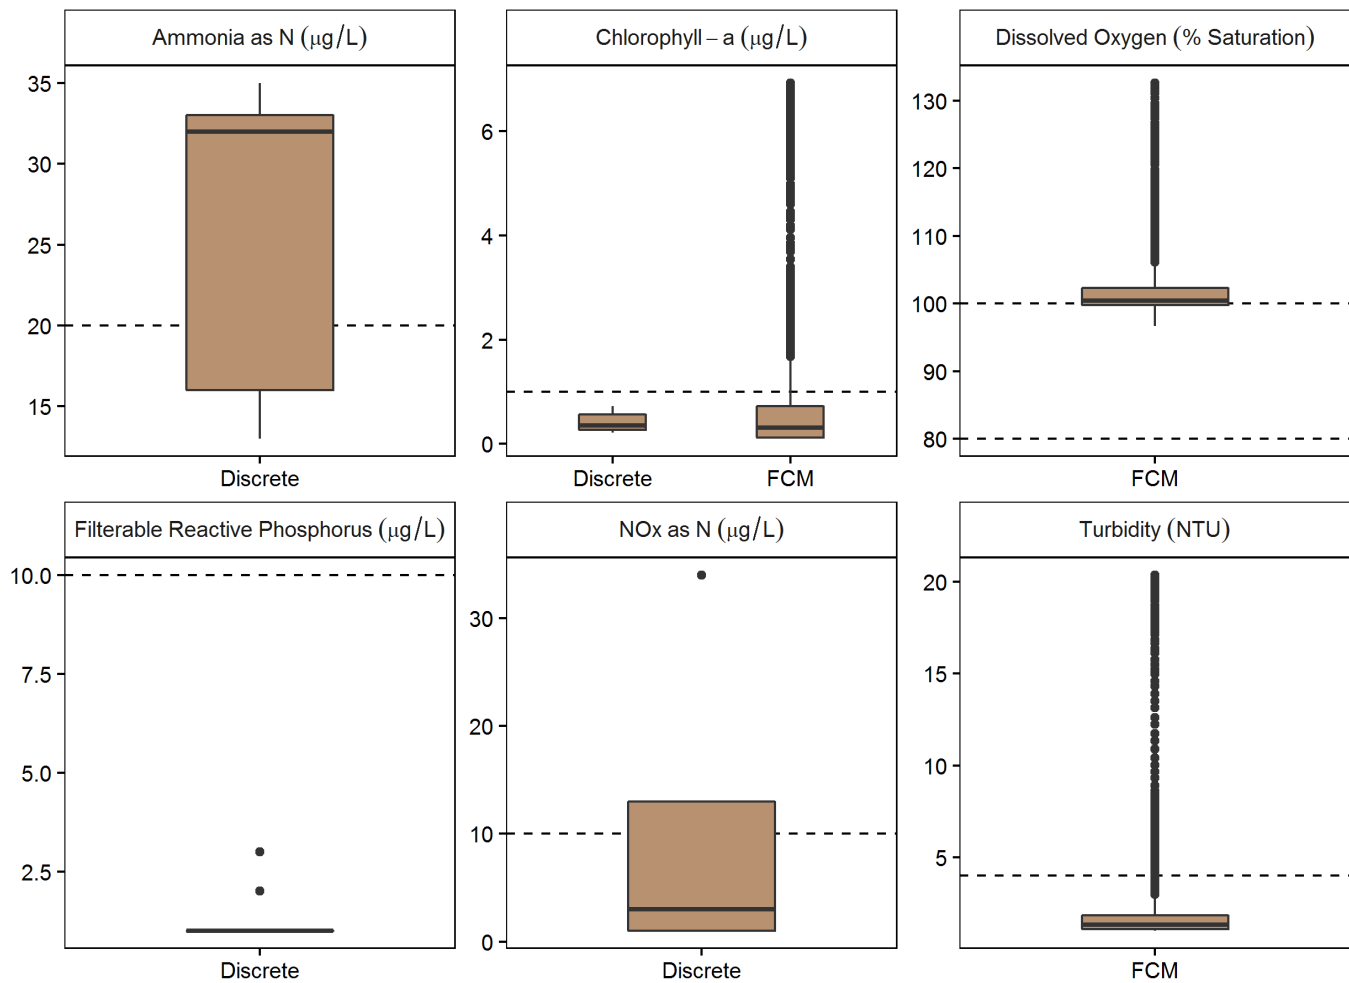 Ammonia as N (μg/L)
35
30
25
20
15
Discrete
Chlorophyll – a (μg/L)
6
4
2
0
Discrete FCM
Dissolved Oxygen (% Saturation)
130
120
110
100
90
80
FCM
Filterable Reactive Phosphorus (μg/L)
10.0
7.5
5.0
2.5
Discrete
NOx as N (μg/L)
30
20
10
0
Discrete
Turbidity (NTU)
20
15
10
5
FCM